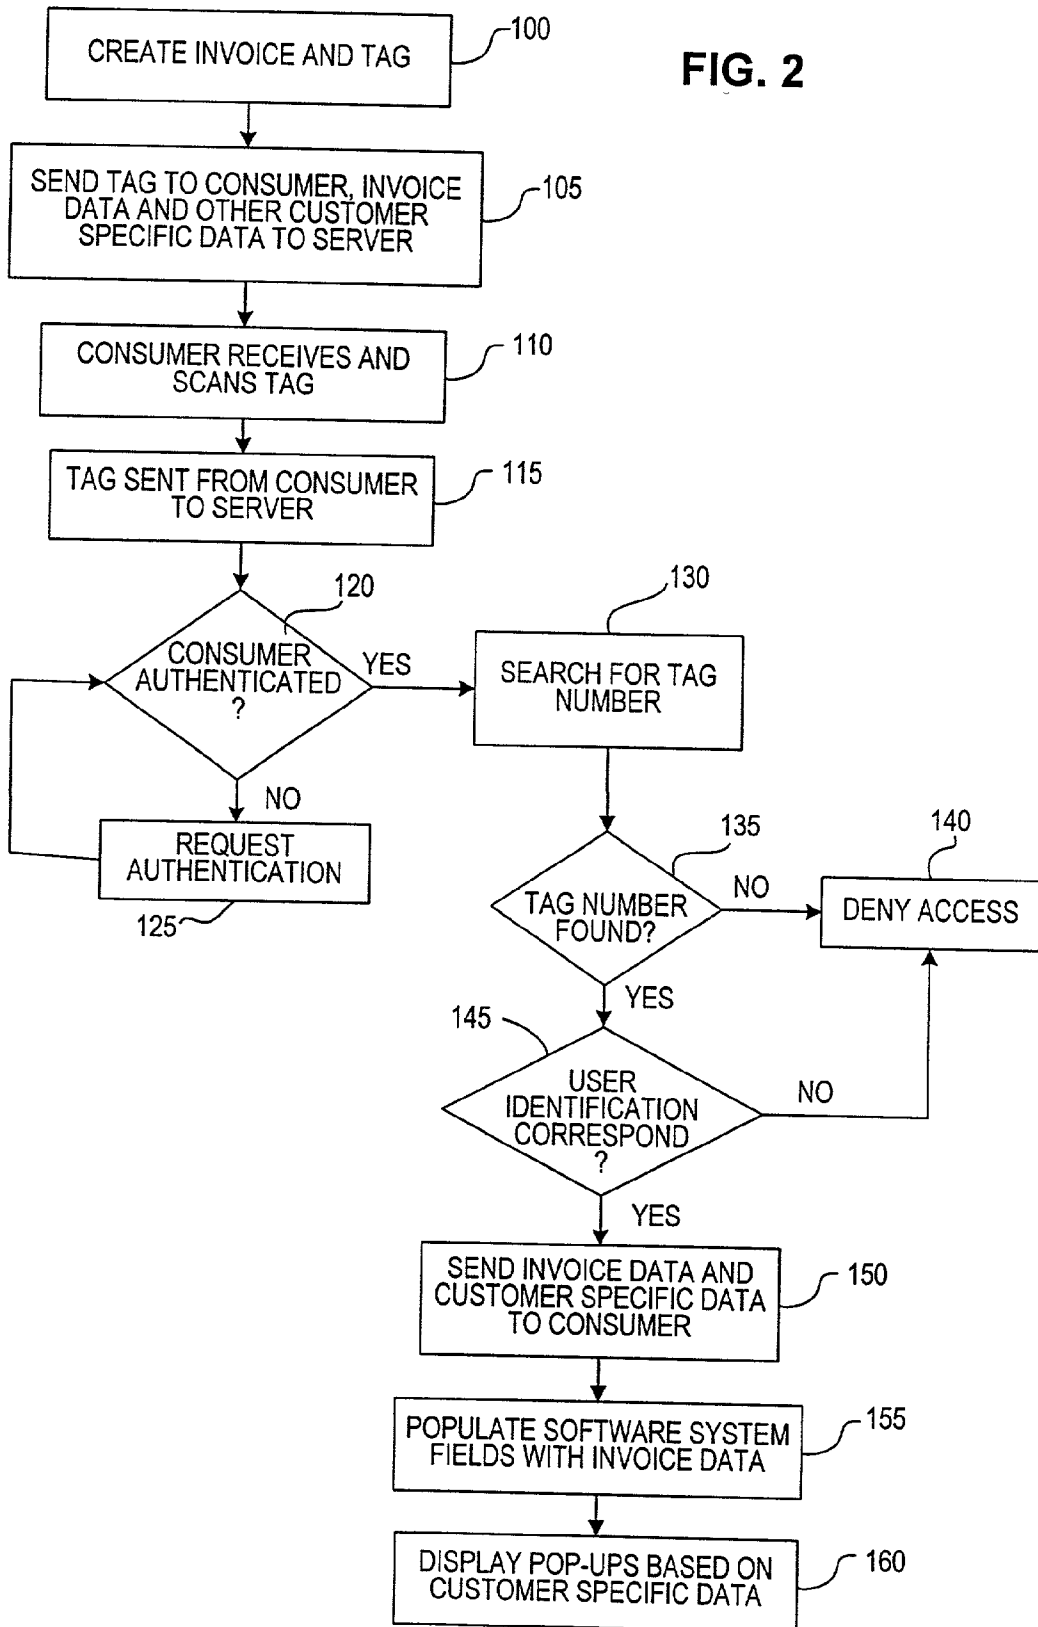 CREATE INVOICE AND TAG
100
FIG. 2
SEND TAG TO CONSUMER, INVOICE
DATA AND OTHER CUSTOMER
SPECIFIC DATA TO SERVER
105
CONSUMER RECEIVES AND
SCANS TAG
110
TAG SENT FROM CONSUMER
TO SERVER
115
120
CONSUMER
AUTHENTICATED
?
YES
130
SEARCH FOR TAG
NUMBER
NO
REQUEST
AUTHENTICATION
125
135
TAG NUMBER
FOUND?
NO
140
DENY ACCESS
YES
145
USER
IDENTIFICATION
CORRESPOND
?
NO
YES
SEND INVOICE DATA AND
CUSTOMER SPECIFIC DATA
TO CONSUMER
150
POPULATE SOFTWARE SYSTEM
FIELDS WITH INVOICE DATA
155
DISPLAY POP-UPS BASED ON
CUSTOMER SPECIFIC DATA
160